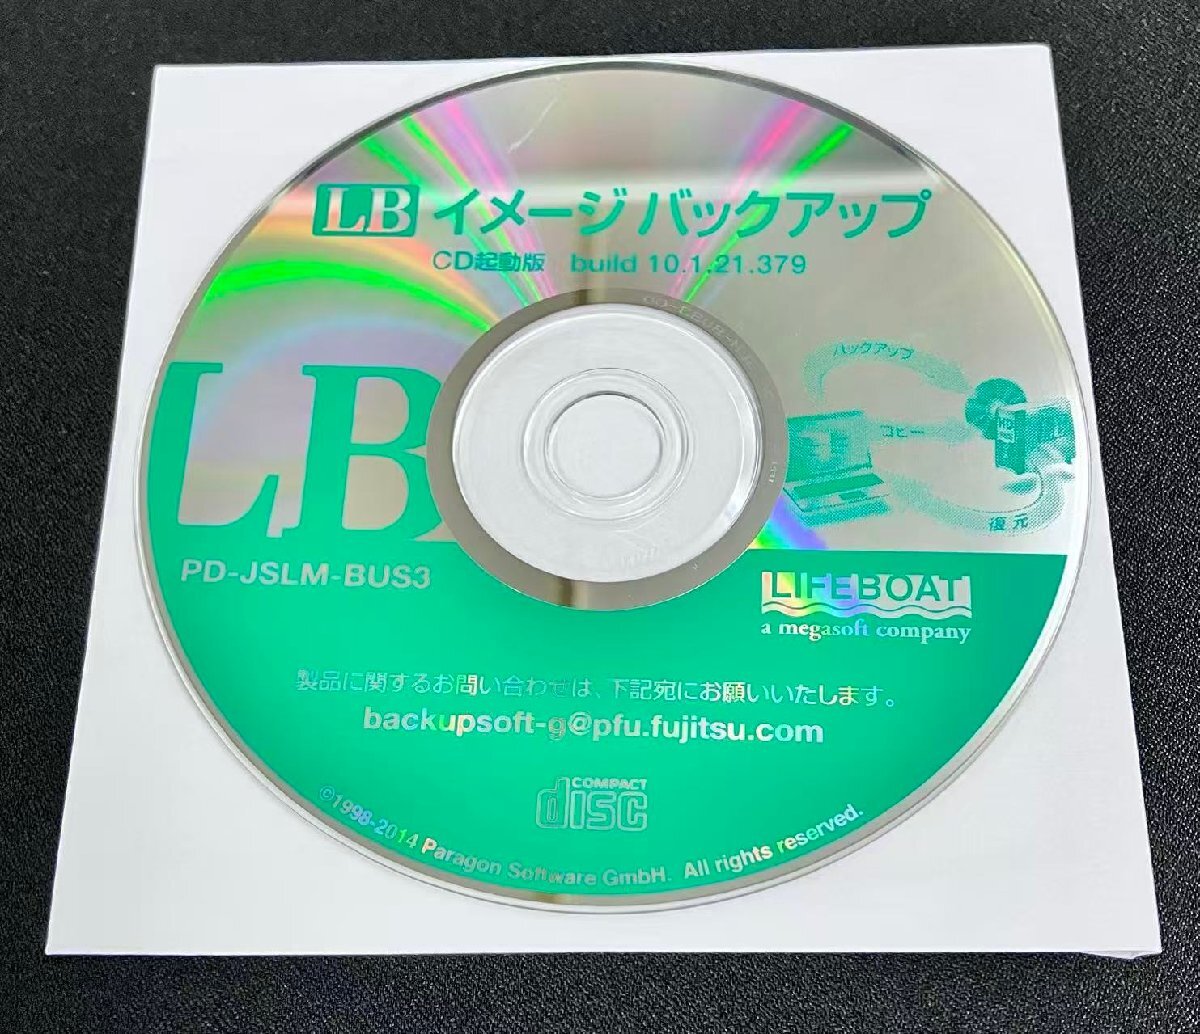 LB イメージ バックアップ
CD起動版 build 10.1.21.379
バックアップ
コピー
復元
LB
PD-JSLM-BUS3
LIFEBOAT
a megasoft company
製品に関するお問い合わせは、下記宛にお願いいたします。
backupsoft-g@pfu.fujitsu.com
COMPACT
disc
©1998-2014 Paragon Software GmbH. All rights reserved.